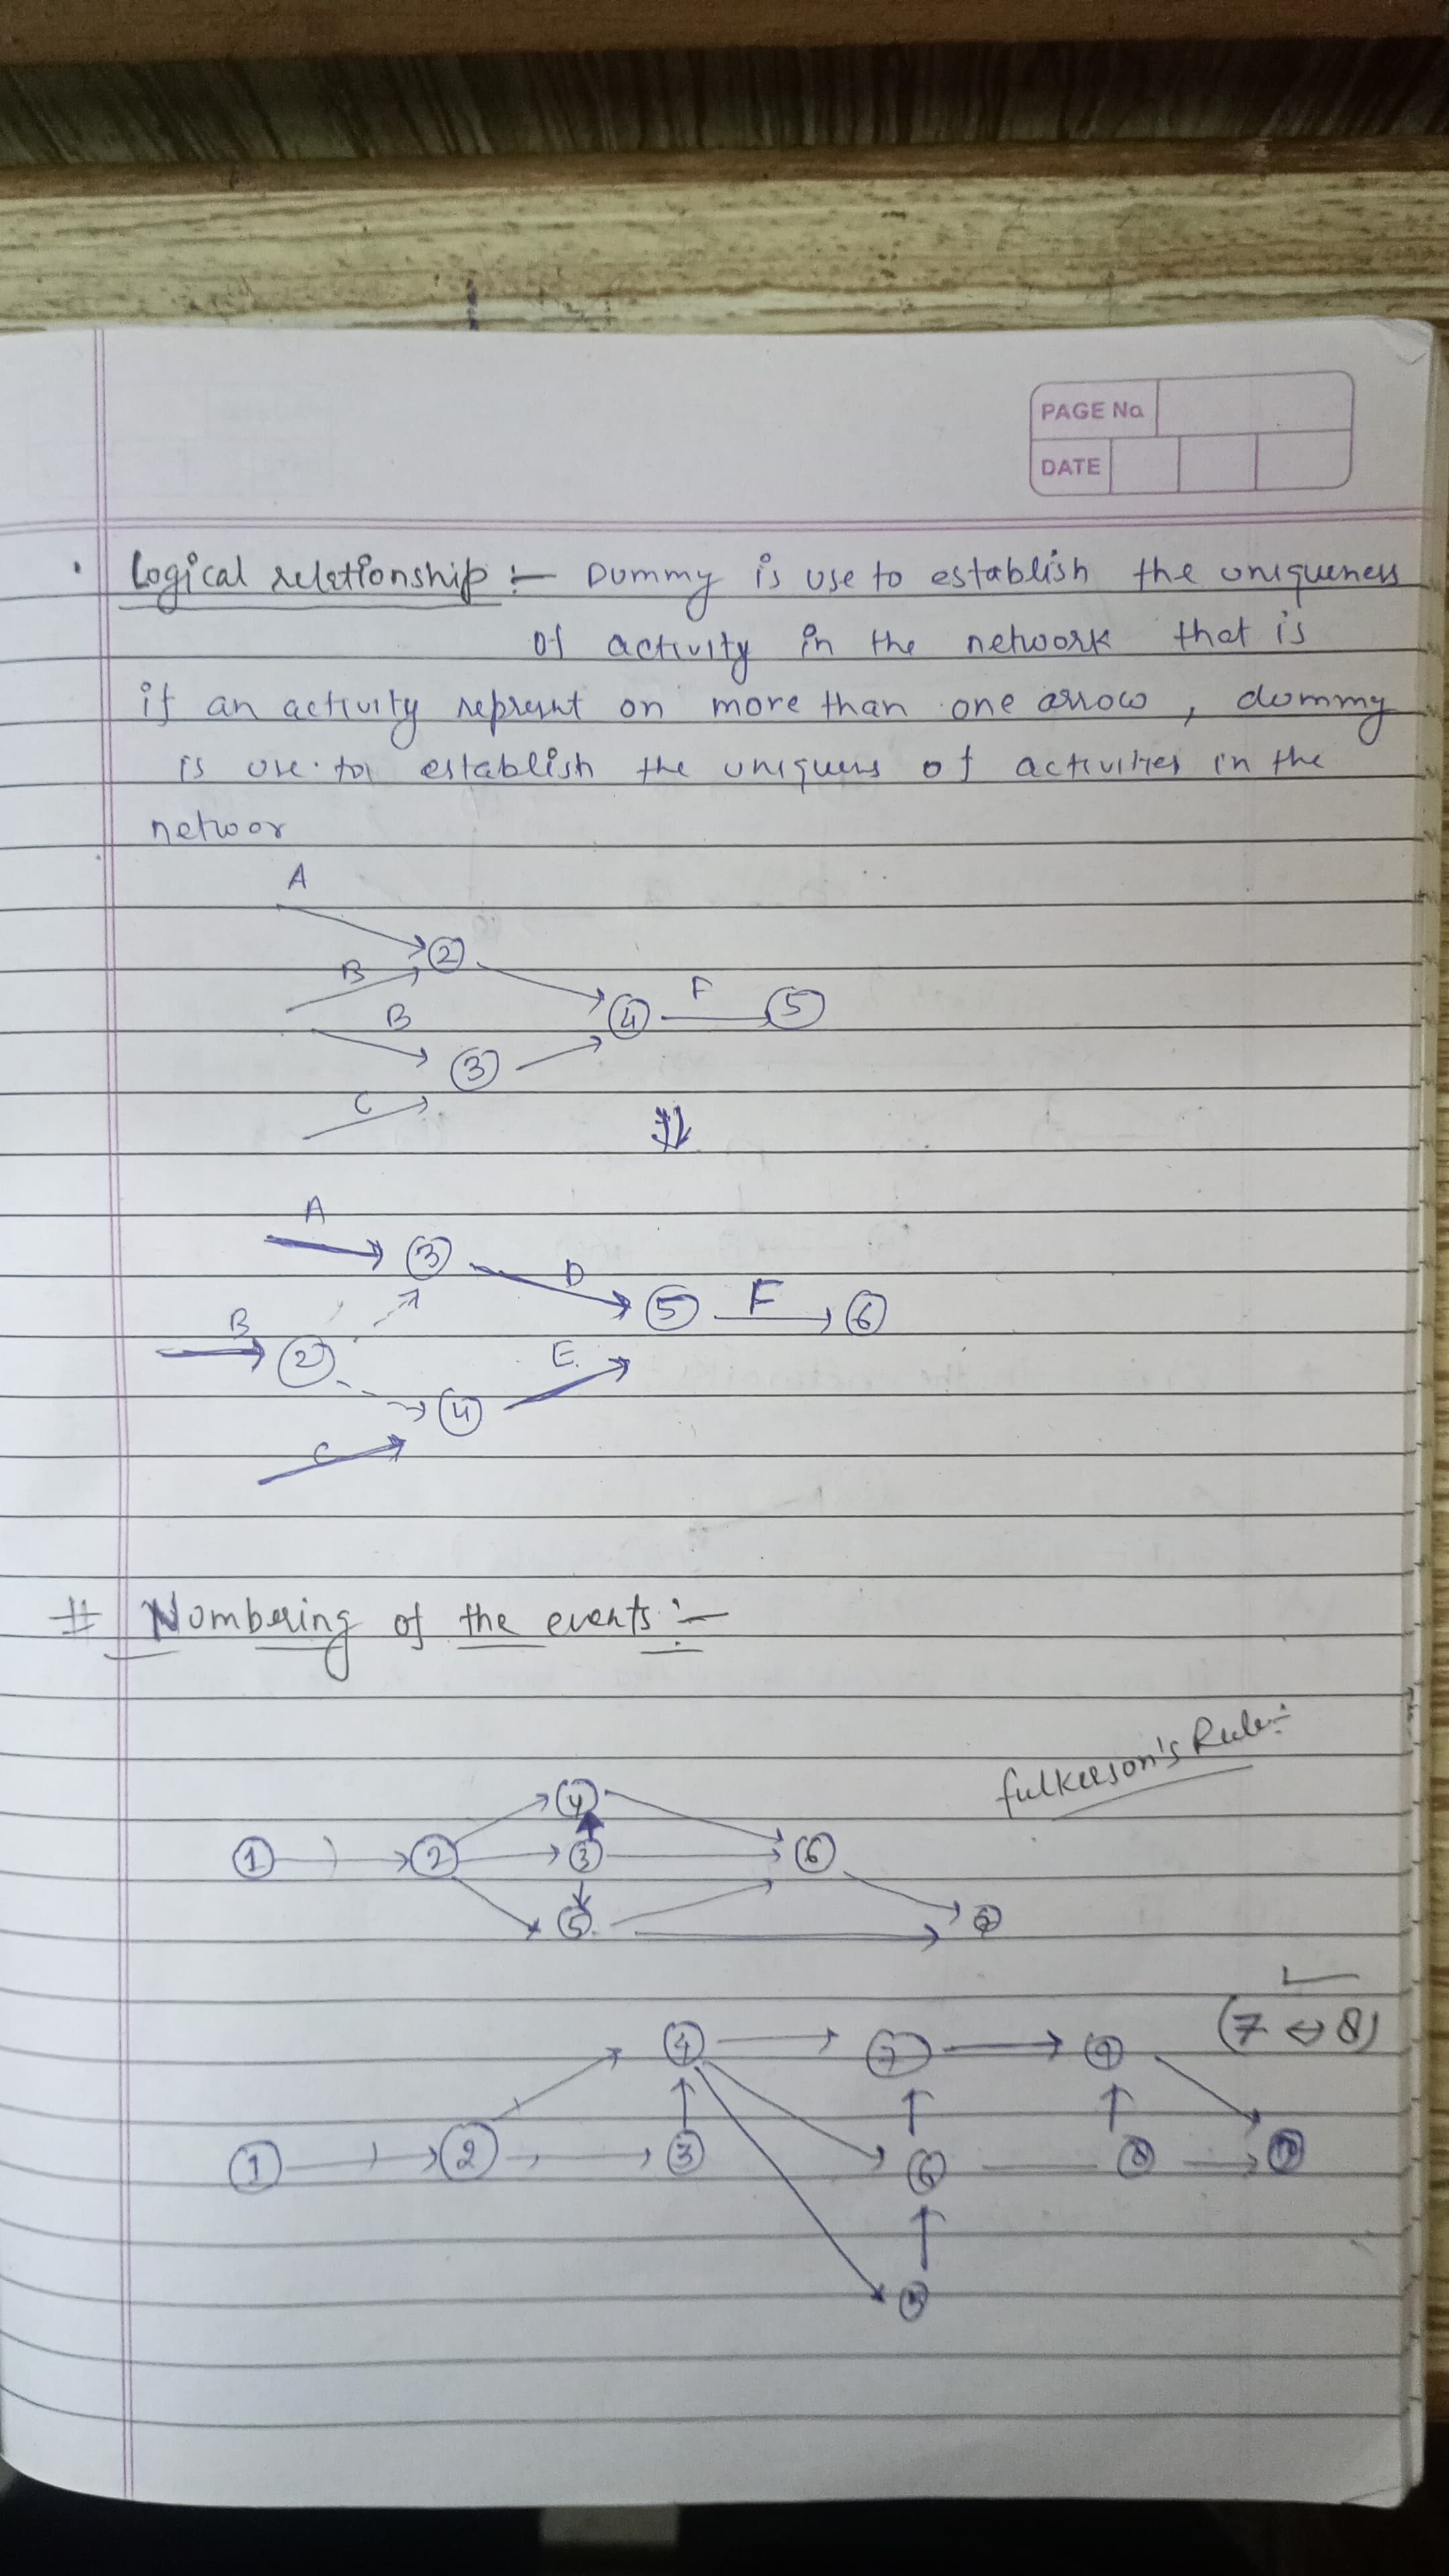 PAGE No.
DATE
• Logical relationship :- Dummy is use to establish the uniqueness
of activity in the network that is
if an activity reprsnt on more than one arrow, dummy
is use to establish the uniquns of activities in the
networ
A
2
B
B
4 F 5
3
C
A
3
D
B
5 F 6
2
E.
4
C
# Numbering of the events :-
fulkerson's Rule:-
4
1 2 3 6
5
7
(7 ⇔ 8)
4 7 9
1 2 3 6 8 10
5